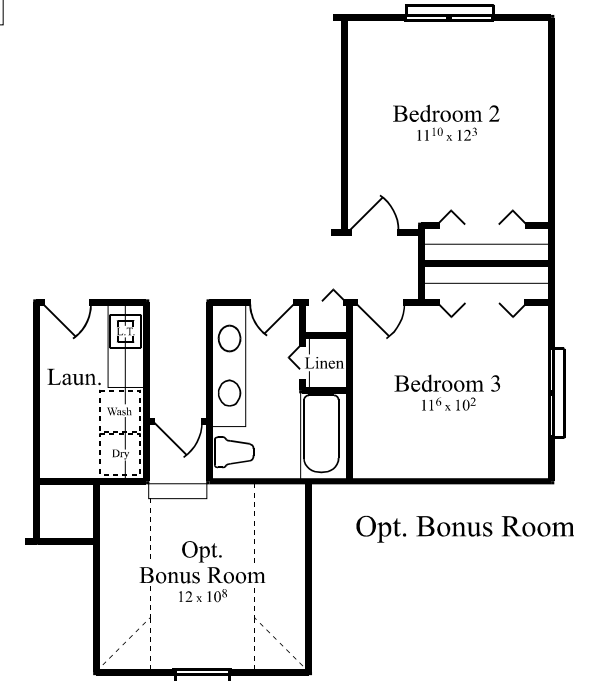 Bedroom 2
11¹⁰ x 12³
L.T.
Laun.
Linen
Bedroom 3
11⁶ x 10²
Wash
Dry
Opt. Bonus Room
Opt.
Bonus Room
12 x 10⁸